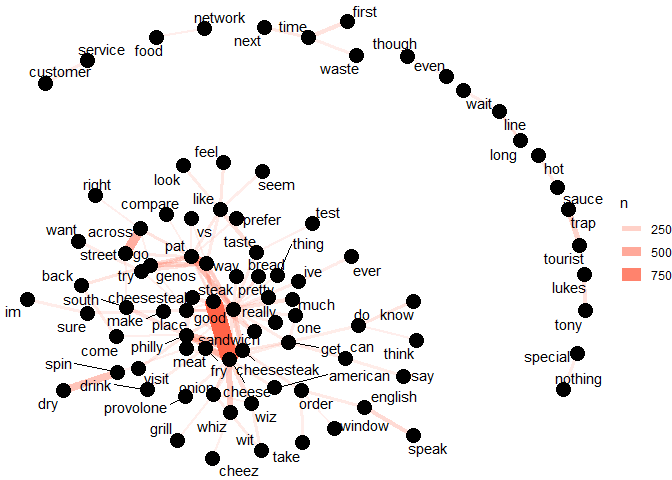 first
network
time
next
though
service
food
waste
even
customer
wait
line
feel
long
hot
look
seem
right
like
compare
sauce
n
vs
prefer
test
want
across
trap
250
taste
thing
pat
street
go
way
bread
ive
ever
tourist
500
back
try
genos
lukes
750
south
cheesesteak
steak
pretty
much
im
make
good
really
do
know
tony
sure
place
one
come
philly
sandwich
get
can
think
special
spin
meat
fry
cheesesteak
visit
american
say
nothing
drink
onion
cheese
dry
provolone
wiz
order
english
whiz
window
grill
wit
take
speak
cheez